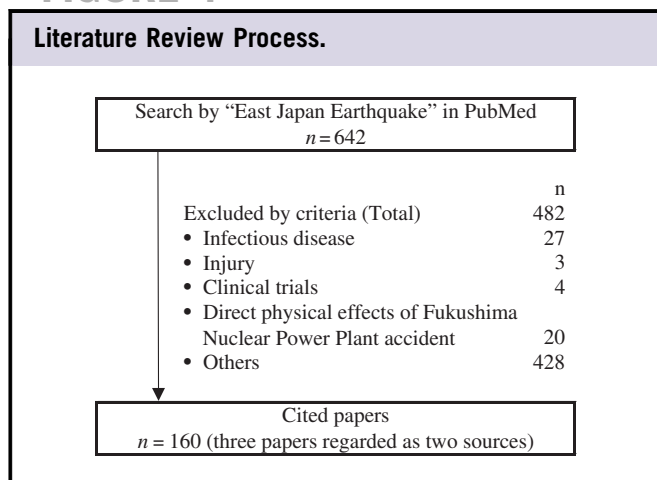 Literature Review Process.
Search by “East Japan Earthquake” in PubMed
n = 642
n
Excluded by criteria (Total) 482
• Infectious disease 27
• Injury 3
• Clinical trials 4
• Direct physical effects of Fukushima
Nuclear Power Plant accident 20
• Others 428
Cited papers
n = 160 (three papers regarded as two sources)